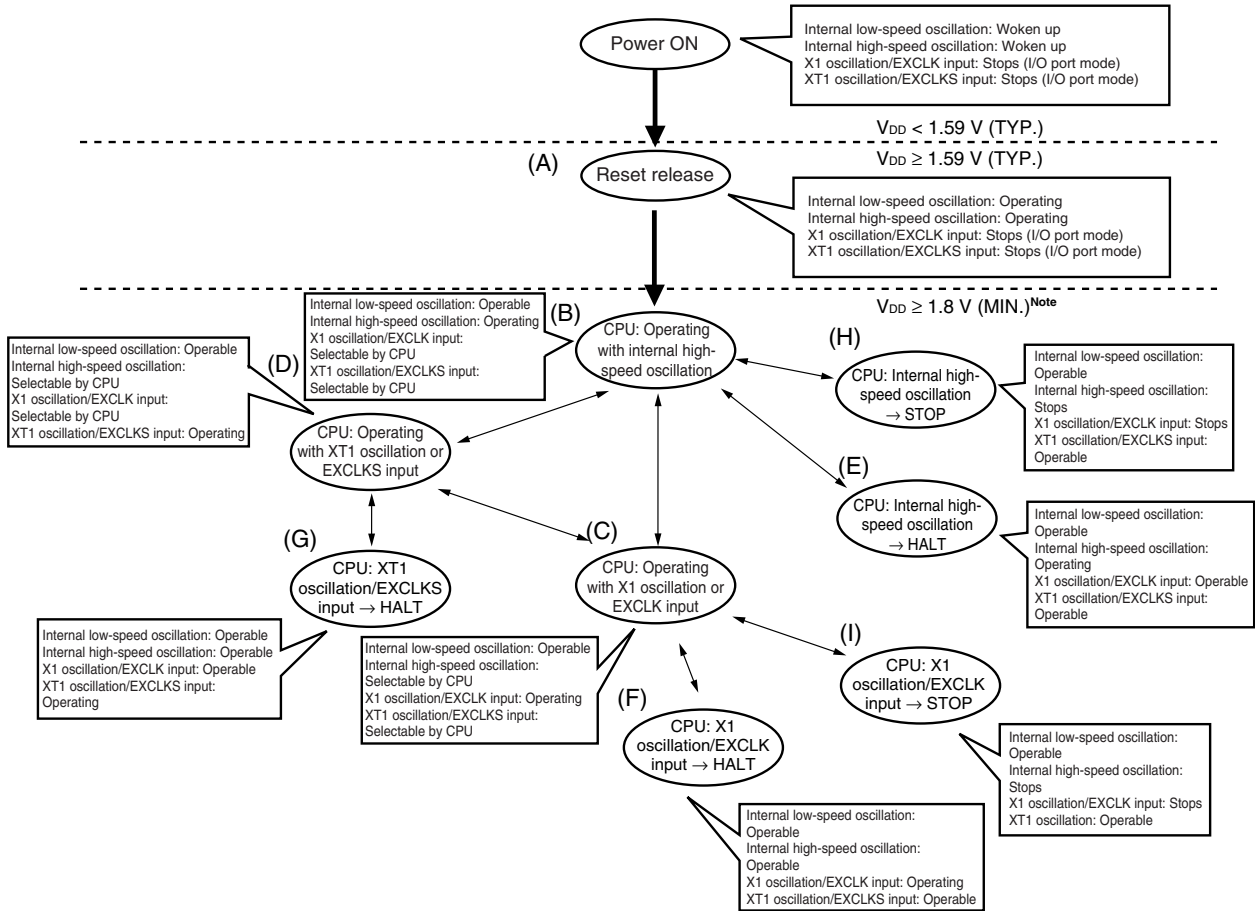 Power ON
Internal low-speed oscillation: Woken up
Internal high-speed oscillation: Woken up
X1 oscillation/EXCLK input: Stops (I/O port mode)
XT1 oscillation/EXCLKS input: Stops (I/O port mode)
VDD < 1.59 V (TYP.)
(A)
VDD ≥ 1.59 V (TYP.)
Reset release
Internal low-speed oscillation: Operating
Internal high-speed oscillation: Operating
X1 oscillation/EXCLK input: Stops (I/O port mode)
XT1 oscillation/EXCLKS input: Stops (I/O port mode)
VDD ≥ 1.8 V (MIN.)Note
(B)
Internal low-speed oscillation: Operable
Internal high-speed oscillation: Operating
X1 oscillation/EXCLK input:
Selectable by CPU
XT1 oscillation/EXCLKS input:
Selectable by CPU
CPU: Operating
with internal high-
speed oscillation
(D)
Internal low-speed oscillation: Operable
Internal high-speed oscillation:
Selectable by CPU
X1 oscillation/EXCLK input:
Selectable by CPU
XT1 oscillation/EXCLKS input: Operating
CPU: Operating
with XT1 oscillation or
EXCLKS input
(H)
CPU: Internal high-
speed oscillation
→ STOP
Internal low-speed oscillation:
Operable
Internal high-speed oscillation:
Stops
X1 oscillation/EXCLK input: Stops
XT1 oscillation/EXCLKS input:
Operable
(E)
CPU: Internal high-
speed oscillation
→ HALT
Internal low-speed oscillation:
Operable
Internal high-speed oscillation:
Operating
X1 oscillation/EXCLK input: Operable
XT1 oscillation/EXCLKS input:
Operable
(G)
CPU: XT1
oscillation/EXCLKS
input → HALT
Internal low-speed oscillation: Operable
Internal high-speed oscillation: Operable
X1 oscillation/EXCLK input: Operable
XT1 oscillation/EXCLKS input:
Operating
(C)
CPU: Operating
with X1 oscillation or
EXCLK input
Internal low-speed oscillation: Operable
Internal high-speed oscillation:
Selectable by CPU
X1 oscillation/EXCLK input: Operating
XT1 oscillation/EXCLKS input:
Selectable by CPU
(I)
CPU: X1
oscillation/EXCLK
input → STOP
Internal low-speed oscillation:
Operable
Internal high-speed oscillation:
Stops
X1 oscillation/EXCLK input: Stops
XT1 oscillation: Operable
(F)
CPU: X1
oscillation/EXCLK
input → HALT
Internal low-speed oscillation:
Operable
Internal high-speed oscillation:
Operable
X1 oscillation/EXCLK input: Operating
XT1 oscillation/EXCLKS input: Operable